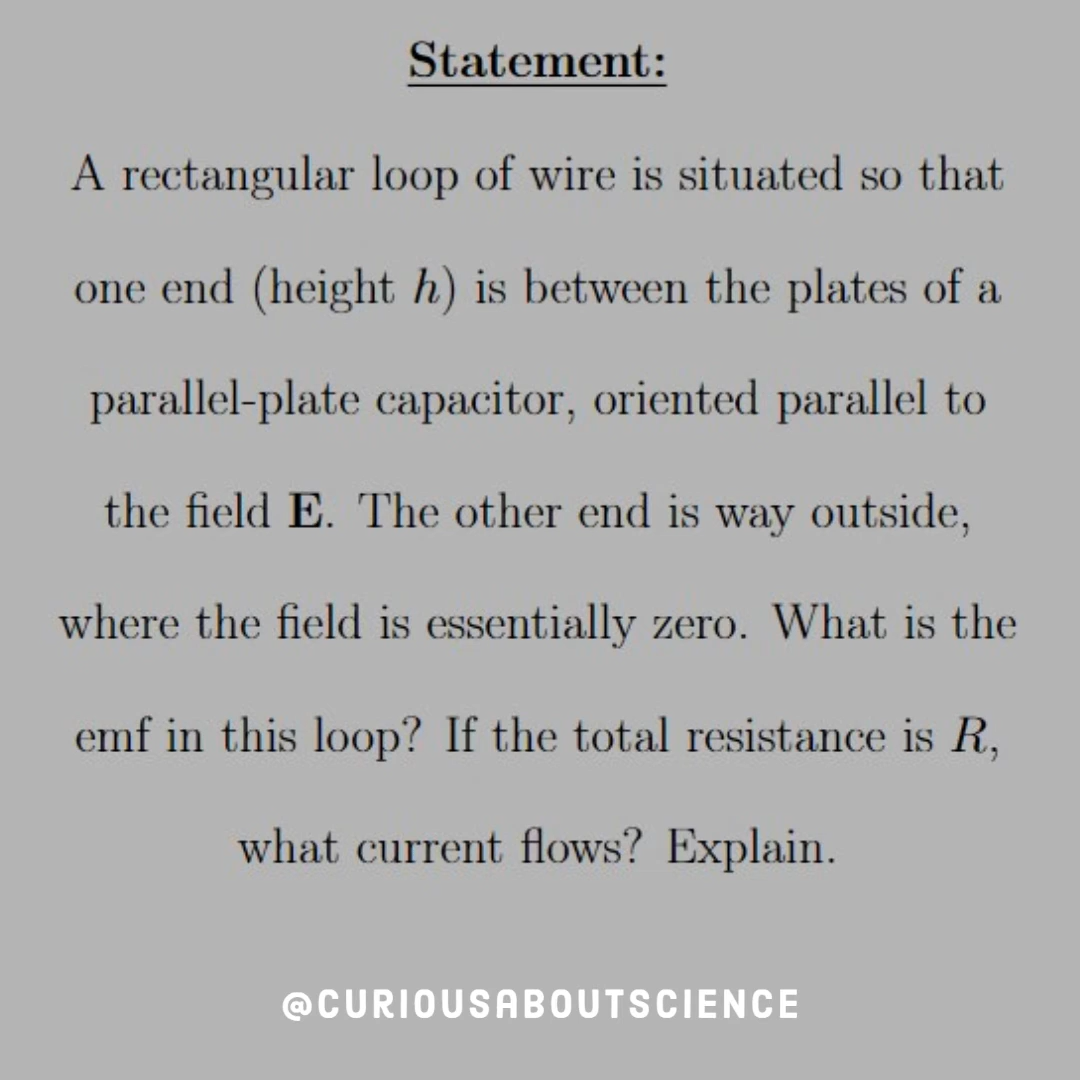 Statement:
A rectangular loop of wire is situated so that
one end (height h) is between the plates of a
parallel-plate capacitor, oriented parallel to
the field E. The other end is way outside,
where the field is essentially zero. What is the
emf in this loop? If the total resistance is R,
what current flows? Explain.
@CURIOUSABOUTSCIENCE